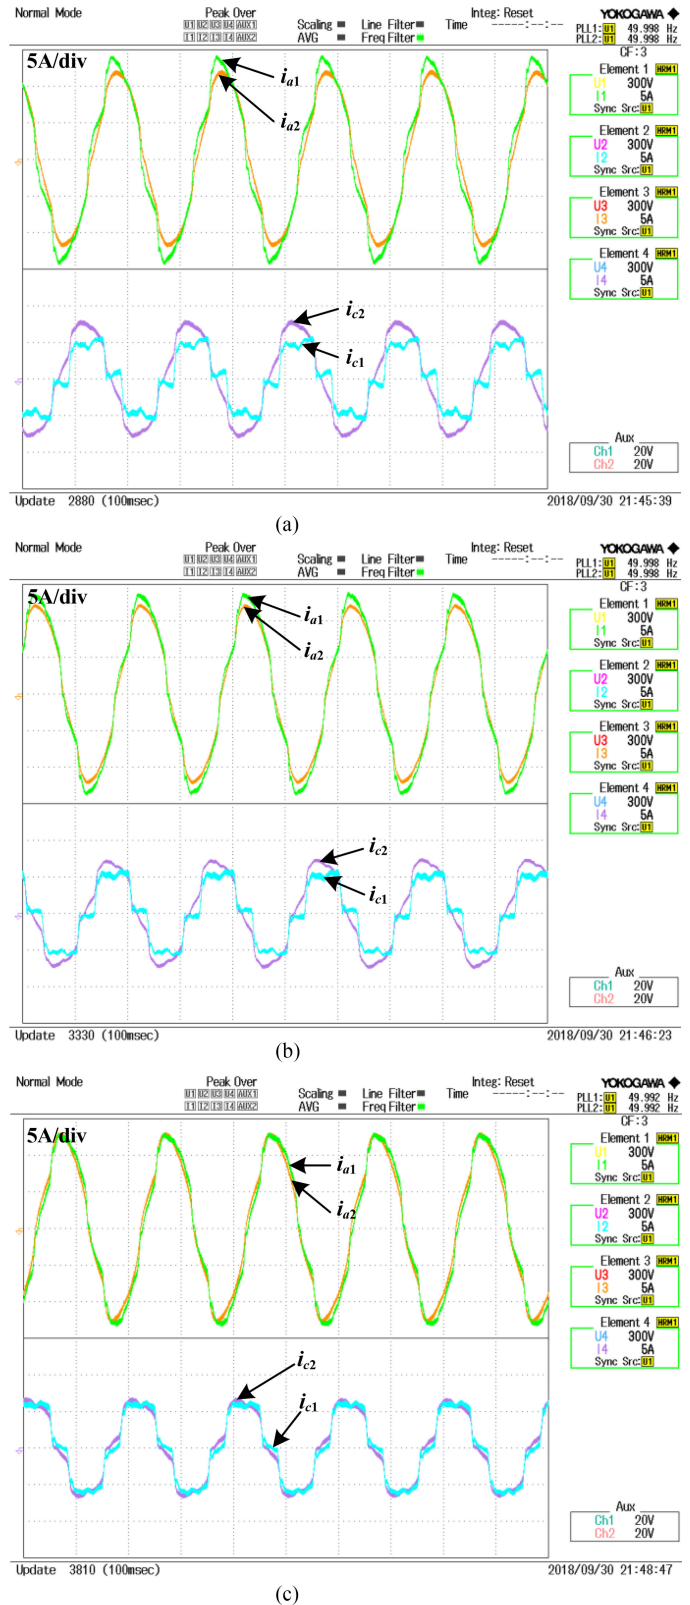 Normal Mode Peak Over Scaling Line Filter Integ: Reset YOKOGAWA
U1 U2 U3 U4 AUX1 AVG Freq Filter Time -----:--:-- PLL1: U1 49.998 Hz
I1 I2 I3 I4 AUX2 PLL2: U1 49.998 Hz
CF:3
5A/div
ia1
ia2
ic2
ic1
Element 1 HRM1
U1 300V
I1 5A
Sync Src: U1
Element 2 HRM1
U2 300V
I2 5A
Sync Src: U1
Element 3 HRM1
U3 300V
I3 5A
Sync Src: U1
Element 4 HRM1
U4 300V
I4 5A
Sync Src: U1
Aux
Ch1 20V
Ch2 20V
Update 2880 (100msec) 2018/09/30 21:45:39
(a)
Normal Mode Peak Over Scaling Line Filter Integ: Reset YOKOGAWA
U1 U2 U3 U4 AUX1 AVG Freq Filter Time -----:--:-- PLL1: U1 49.998 Hz
I1 I2 I3 I4 AUX2 PLL2: U1 49.998 Hz
CF:3
5A/div
ia1
ia2
ic2
ic1
Element 1 HRM1
U1 300V
I1 5A
Sync Src: U1
Element 2 HRM1
U2 300V
I2 5A
Sync Src: U1
Element 3 HRM1
U3 300V
I3 5A
Sync Src: U1
Element 4 HRM1
U4 300V
I4 5A
Sync Src: U1
Aux
Ch1 20V
Ch2 20V
Update 3330 (100msec) 2018/09/30 21:46:23
(b)
Normal Mode Peak Over Scaling Line Filter Integ: Reset YOKOGAWA
U1 U2 U3 U4 AUX1 AVG Freq Filter Time -----:--:-- PLL1: U1 49.992 Hz
I1 I2 I3 I4 AUX2 PLL2: U1 49.992 Hz
CF:3
5A/div
ia1
ia2
ic2
ic1
Element 1 HRM1
U1 300V
I1 5A
Sync Src: U1
Element 2 HRM1
U2 300V
I2 5A
Sync Src: U1
Element 3 HRM1
U3 300V
I3 5A
Sync Src: U1
Element 4 HRM1
U4 300V
I4 5A
Sync Src: U1
Aux
Ch1 20V
Ch2 20V
Update 3810 (100msec) 2018/09/30 21:48:47
(c)